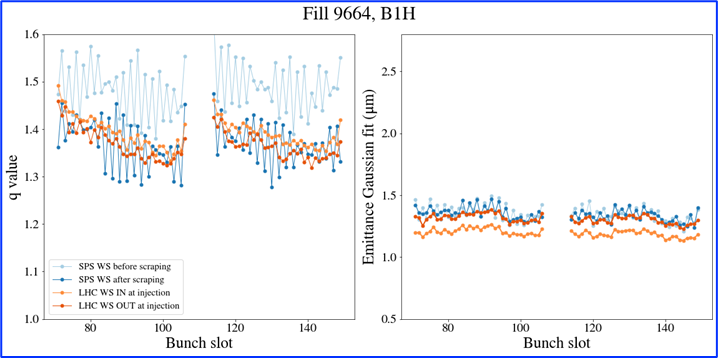 Fill 9664, B1H
q value
1.6
1.5
1.4
1.3
1.2
1.1
1.0
SPS WS before scraping
SPS WS after scraping
LHC WS IN at injection
LHC WS OUT at injection
80
100
120
140
Bunch slot
Emittance Gaussian fit (µm)
2.5
2.0
1.5
1.0
0.5
80
100
120
140
Bunch slot